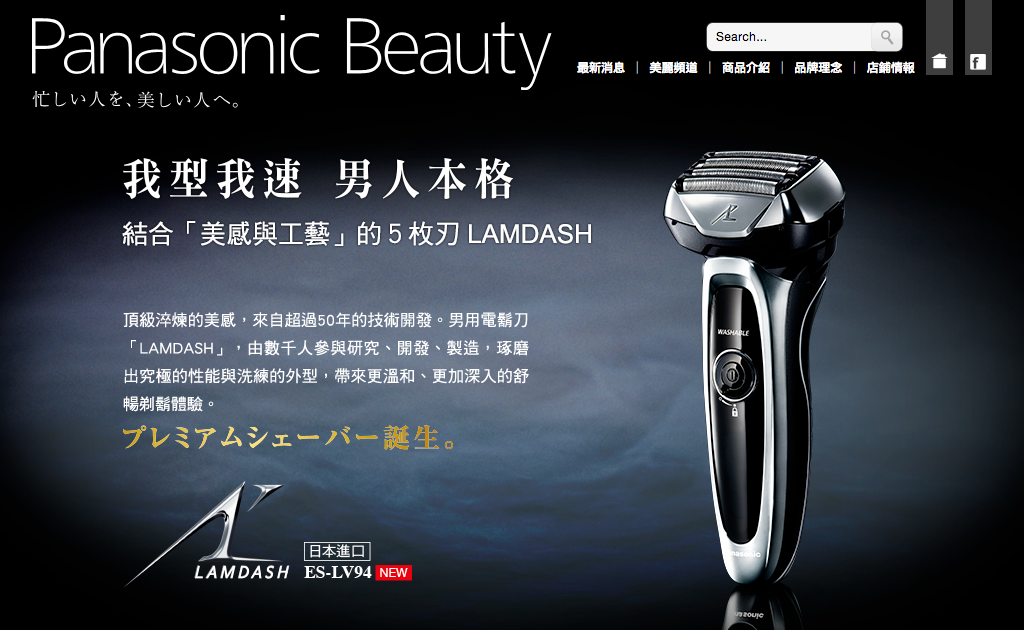 Panasonic Beauty
忙しい人を、美しい人へ。
Search...
最新消息 | 美麗頻道 | 商品介紹 | 品牌理念 | 店鋪情報
f
我型我速 男人本格
結合「美感與工藝」的5枚刃 LAMDASH
頂級淬煉的美感，來自超過50年的技術開發。男用電鬍刀
「LAMDASH」，由數千人參與研究、開發、製造，琢磨
出究極的性能與洗練的外型，帶來更溫和、更加深入的舒
暢剃鬍體驗。
プレミアムシェーバー誕生。
LAMDASH
日本進口
ES-LV94 NEW
WASHABLE
Panasonic